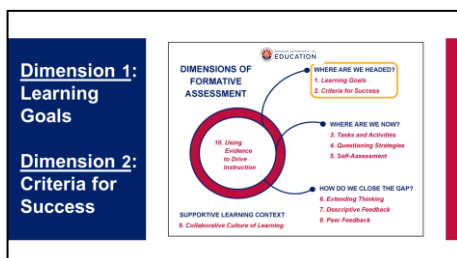 Dimension 1:
Learning
Goals
Dimension 2:
Criteria for
Success
ARIZONA DEPARTMENT OF
EDUCATION
DIMENSIONS OF
FORMATIVE
ASSESSMENT
WHERE ARE WE HEADED?
1. Learning Goals
2. Criteria for Success
10. Using
Evidence
to Drive
Instruction
WHERE ARE WE NOW?
3. Tasks and Activities
4. Questioning Strategies
5. Self-Assessment
HOW DO WE CLOSE THE GAP?
6. Extending Thinking
7. Descriptive Feedback
8. Peer Feedback
SUPPORTIVE LEARNING CONTEXT
9. Collaborative Culture of Learning